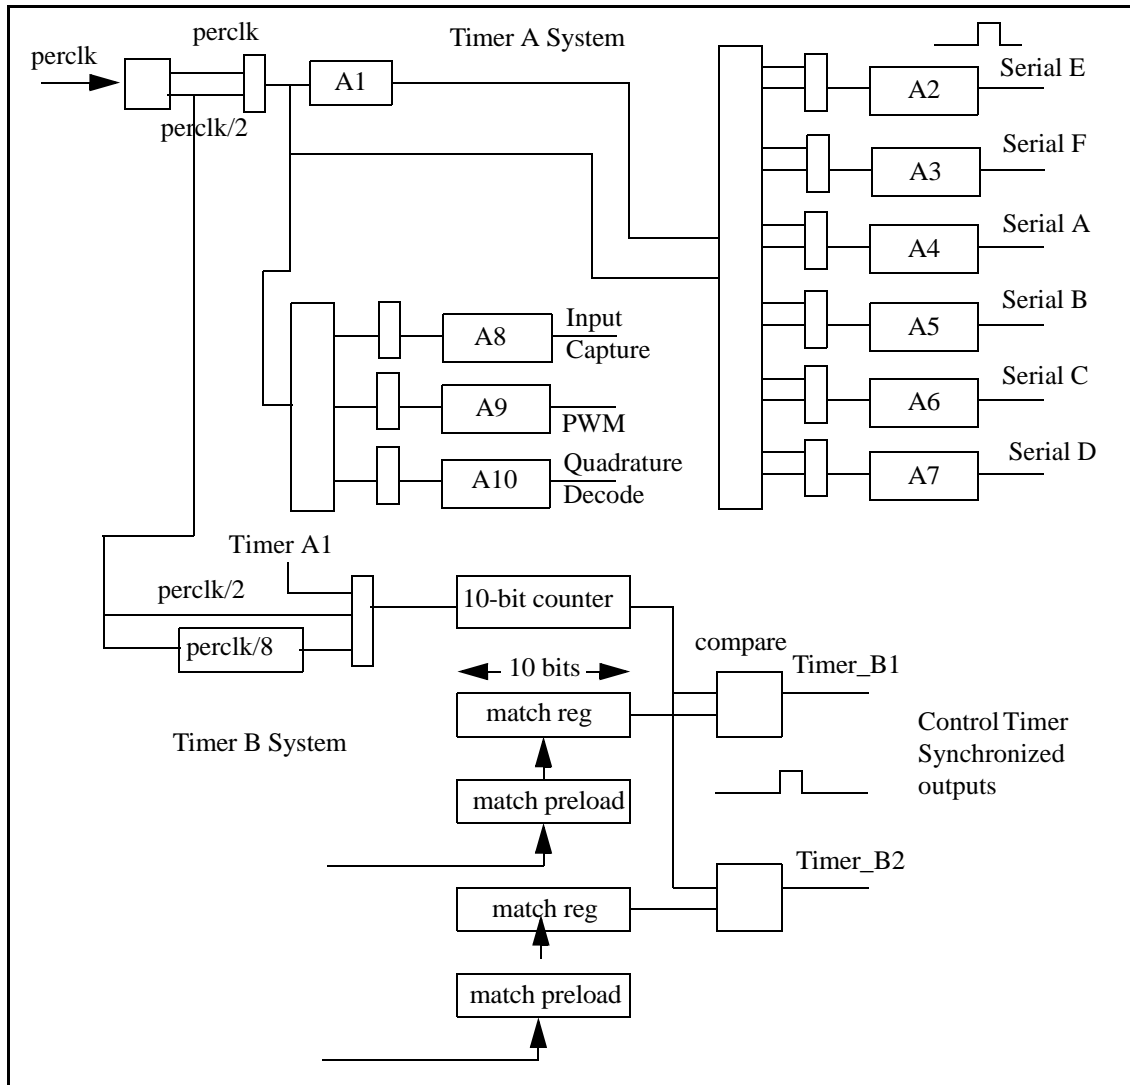 perclk
perclk
Timer A System
perclk/2
A1
A2
Serial E
A3
Serial F
A4
Serial A
A5
Serial B
A6
Serial C
A7
Serial D
A8
Input
Capture
A9
PWM
A10
Quadrature
Decode
Timer A1
perclk/2
perclk/8
10-bit counter
10 bits
compare
match reg
Timer_B1
Timer B System
match preload
Control Timer
Synchronized
outputs
match reg
Timer_B2
match preload